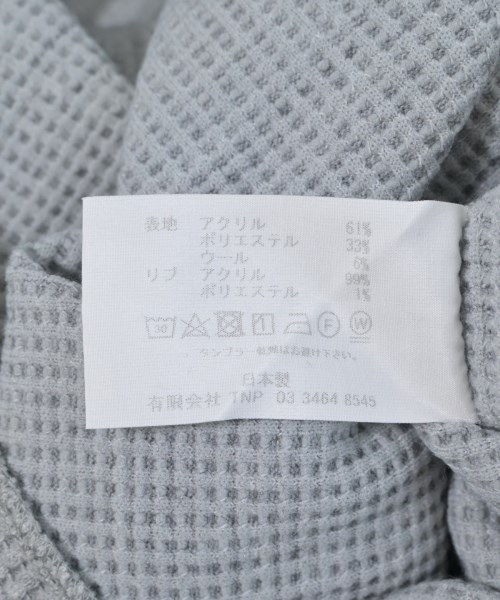 表地 アクリル 61%
ポリエステル 33%
ウール 6%
リブ アクリル 99%
ポリエステル 1%
30 F W
タンブラー乾燥はお避け下さい。
日本製
有限会社 TNP 03 3464 8545